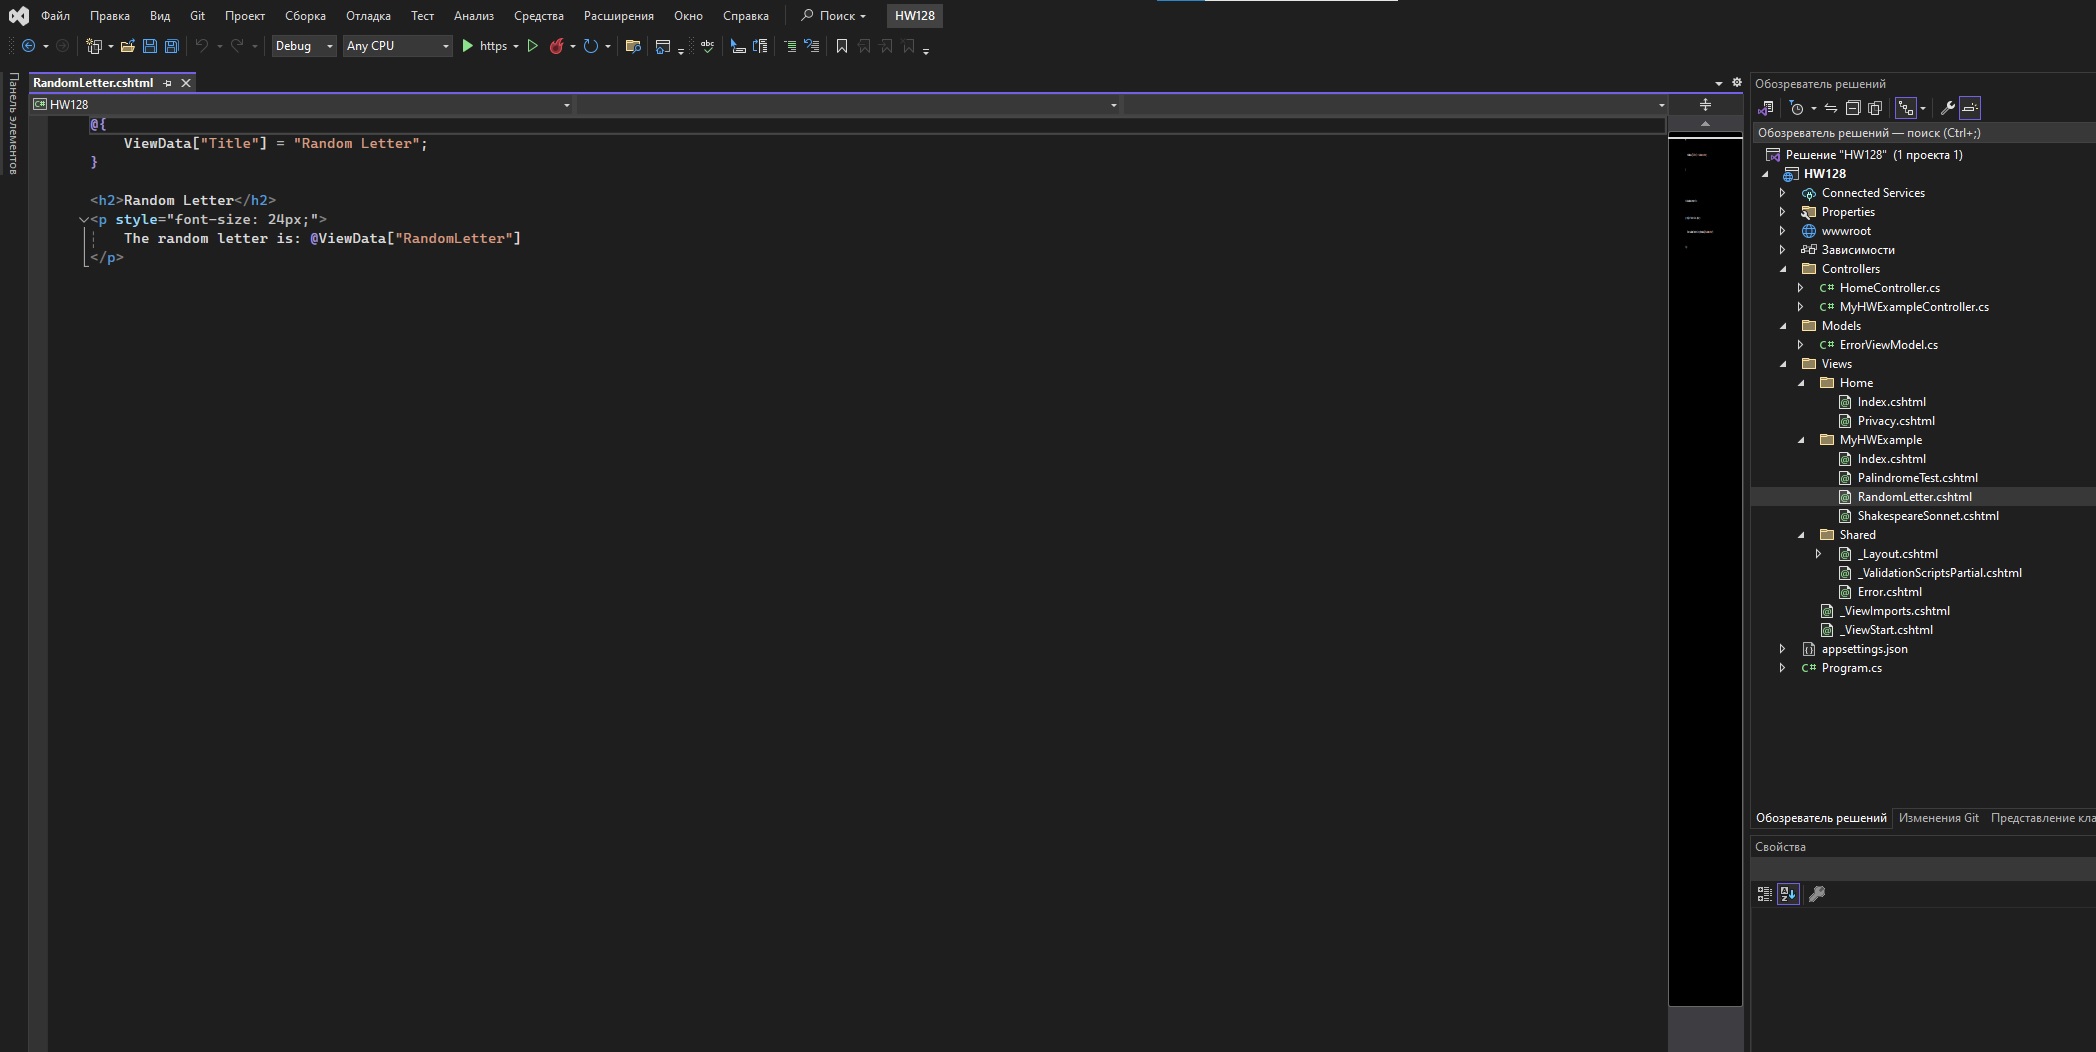 Файл Правка Вид Git Проект Сборка Отладка Тест Анализ Средства Расширения Окно Справка Поиск HW128
Debug Any CPU https
Панель элементов
RandomLetter.cshtml
HW128
@{
ViewData["Title"] = "Random Letter";
}
<h2>Random Letter</h2>
<p style="font-size: 24px;">
The random letter is: @ViewData["RandomLetter"]
</p>
Обозреватель решений
Обозреватель решений — поиск (Ctrl+;)
Решение "HW128" (1 проекта 1)
HW128
Connected Services
Properties
wwwroot
Зависимости
Controllers
C# HomeController.cs
C# MyHWExampleController.cs
Models
C# ErrorViewModel.cs
Views
Home
Index.cshtml
Privacy.cshtml
MyHWExample
Index.cshtml
PalindromeTest.cshtml
RandomLetter.cshtml
ShakespeareSonnet.cshtml
Shared
_Layout.cshtml
_ValidationScriptsPartial.cshtml
Error.cshtml
_ViewImports.cshtml
_ViewStart.cshtml
appsettings.json
C# Program.cs
Обозреватель решений Изменения Git Представление кла
Свойства